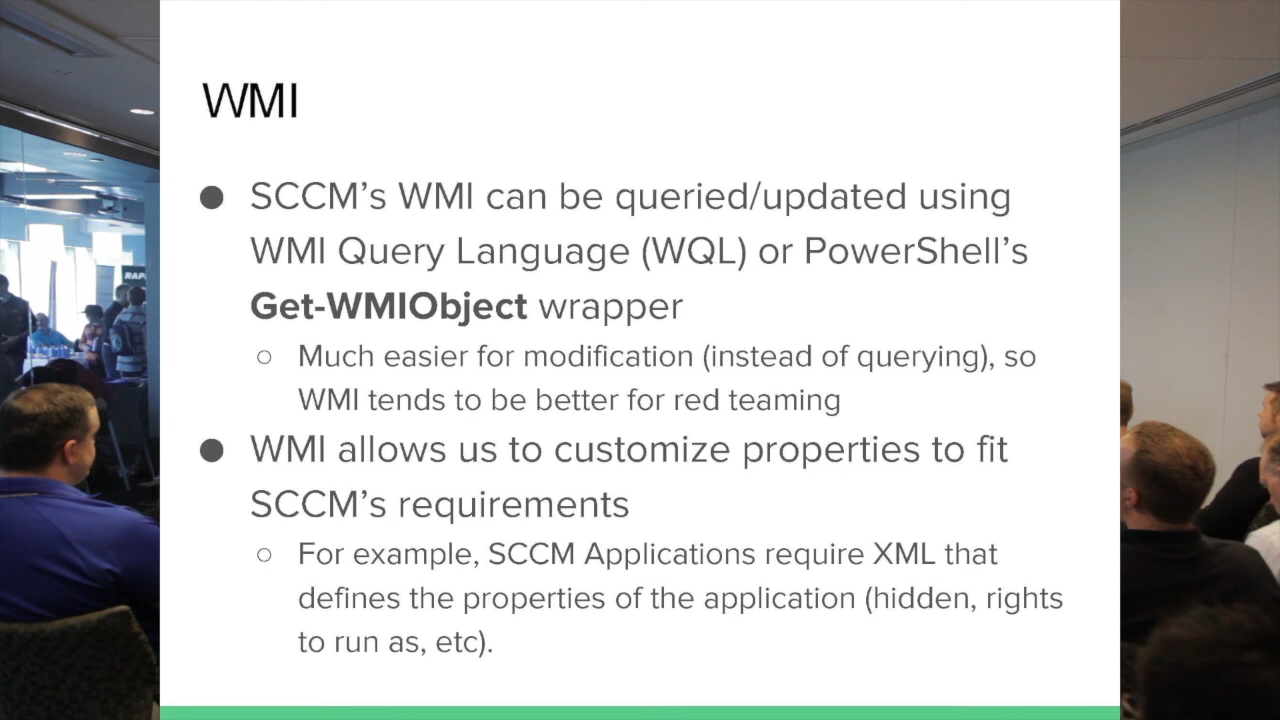 WMI
● SCCM’s WMI can be queried/updated using
WMI Query Language (WQL) or PowerShell’s
Get-WMIObject wrapper
○ Much easier for modification (instead of querying), so
WMI tends to be better for red teaming
● WMI allows us to customize properties to fit
SCCM’s requirements
○ For example, SCCM Applications require XML that
defines the properties of the application (hidden, rights
to run as, etc).